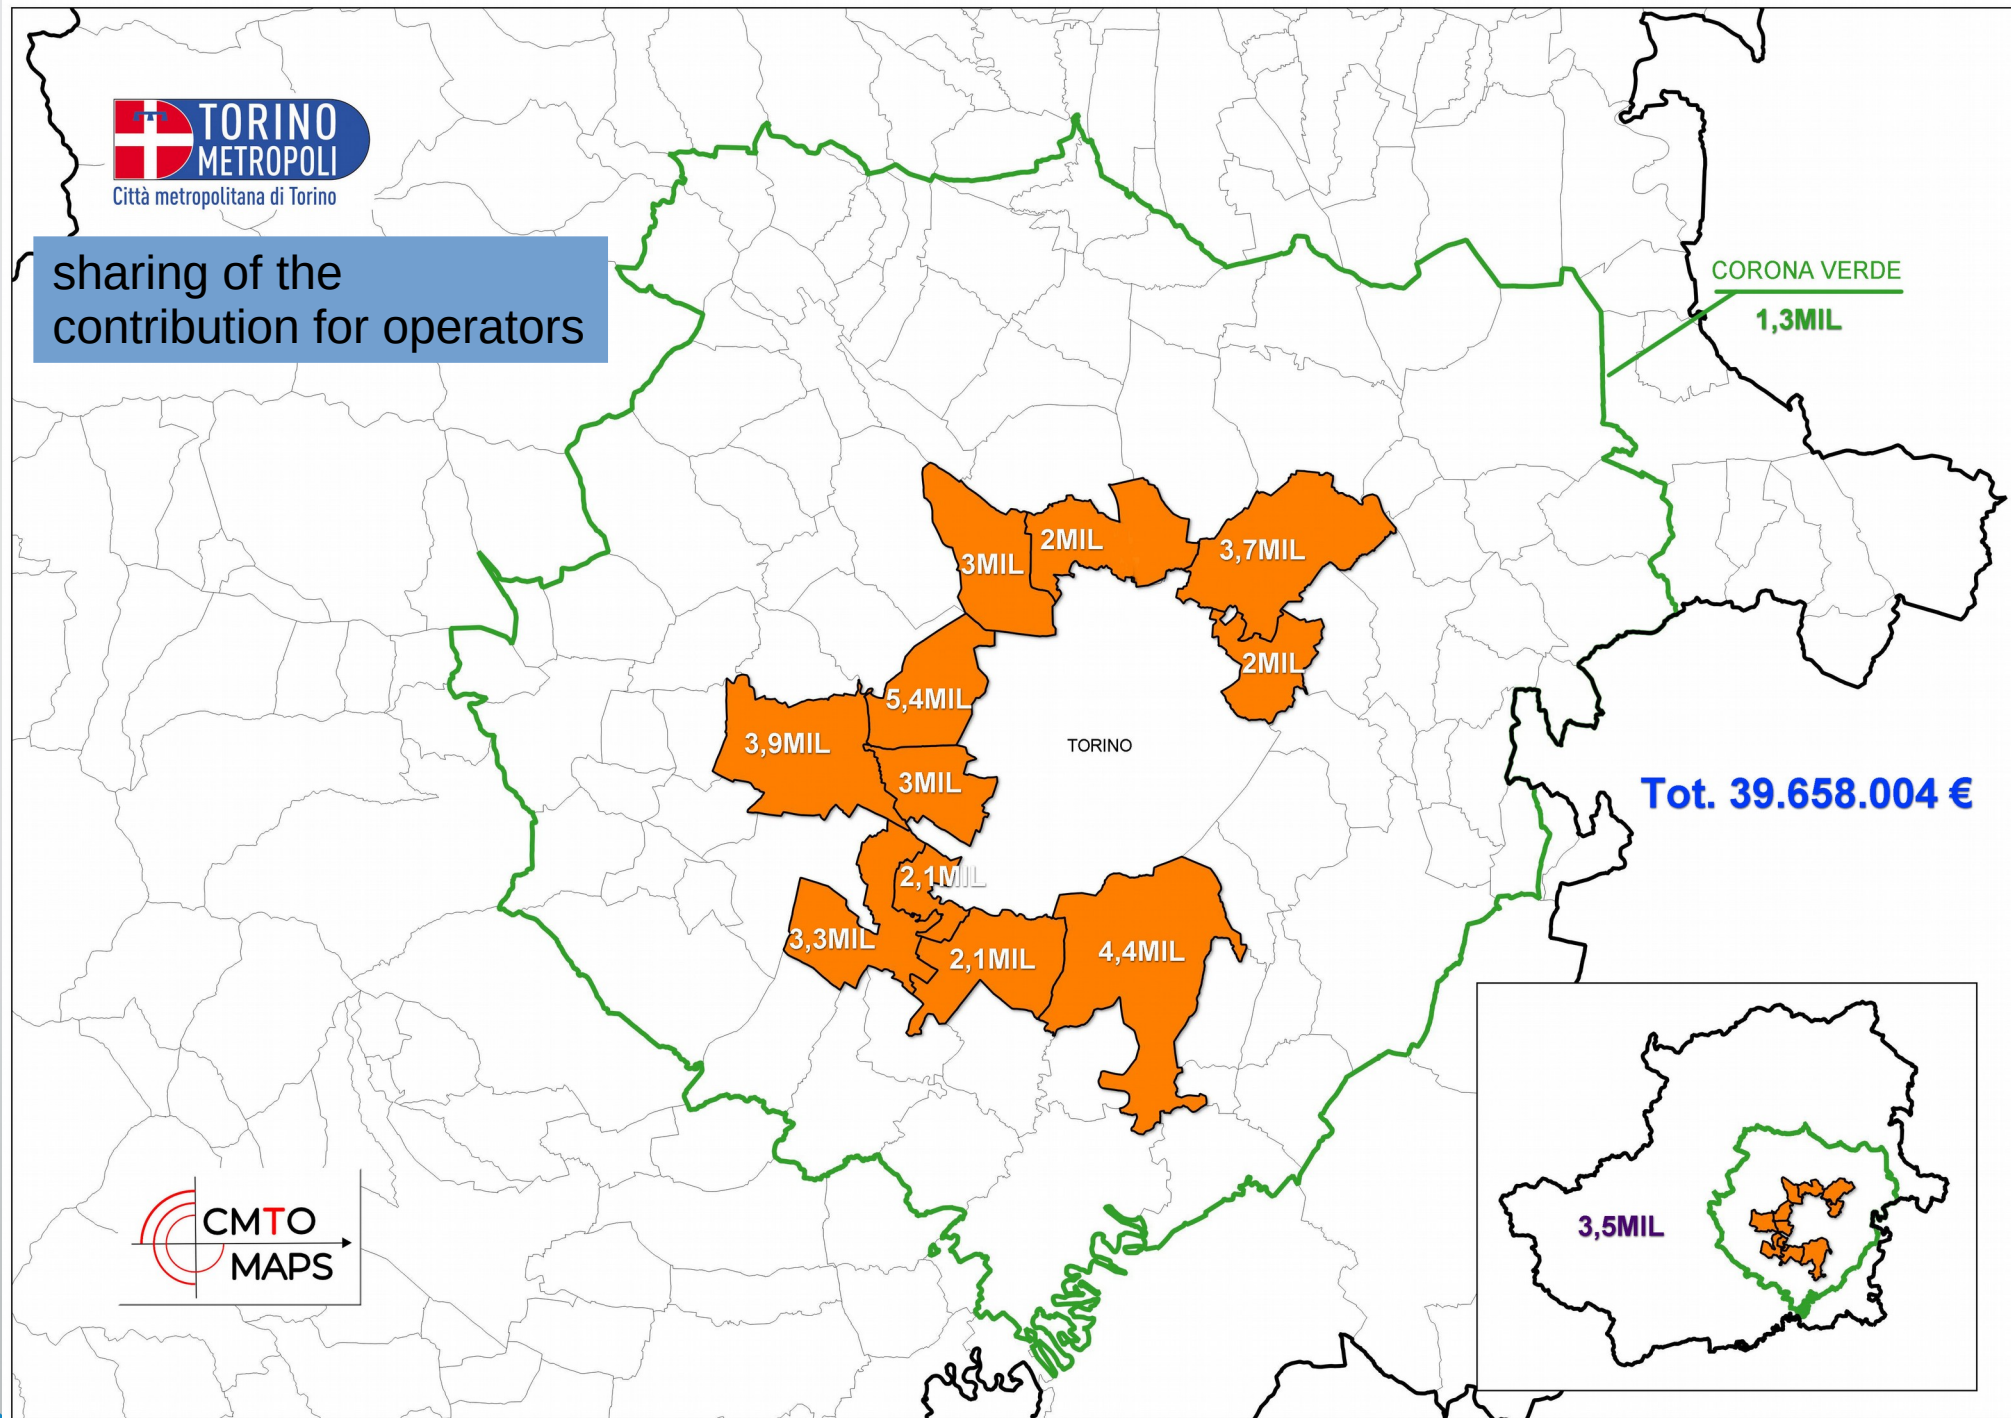 TORINO
METROPOLI
Città metropolitana di Torino
sharing of the
contribution for operators
CORONA VERDE
1,3MIL
3MIL
2MIL
3,7MIL
2MIL
5,4MIL
3,9MIL
3MIL
TORINO
Tot. 39.658.004 €
2,1MIL
3,3MIL
2,1MIL
4,4MIL
3,5MIL
CMTO
MAPS